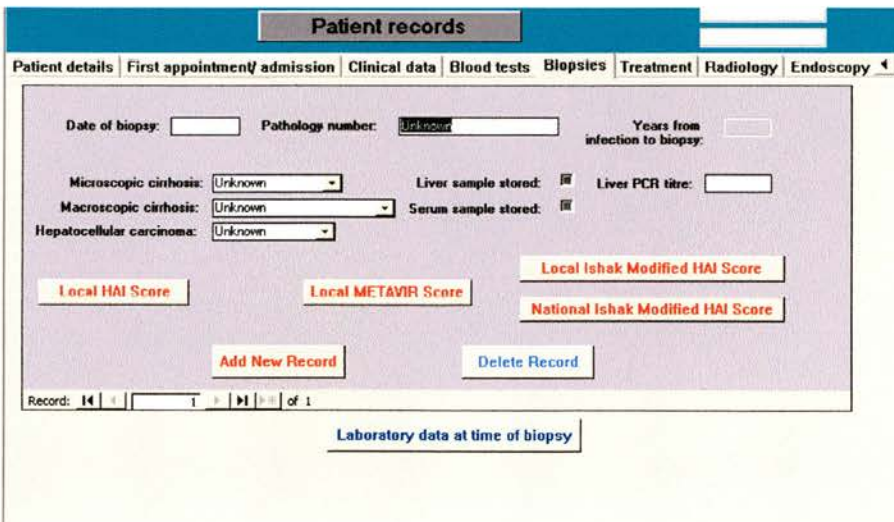 Patient records
Patient details First appointment/ admission Clinical data Blood tests Biopsies Treatment Radiology Endoscopy
Date of biopsy: Pathology number: Unknown Years from
infection to biopsy:
Microscopic cirrhosis: Unknown Liver sample stored: Liver PCR titre:
Macroscopic cirrhosis: Unknown Serum sample stored:
Hepatocellular carcinoma: Unknown
Local Ishak Modified HAI Score
Local HAI Score Local METAVIR Score
National Ishak Modified HAI Score
Add New Record Delete Record
Record: 1 of 1
Laboratory data at time of biopsy